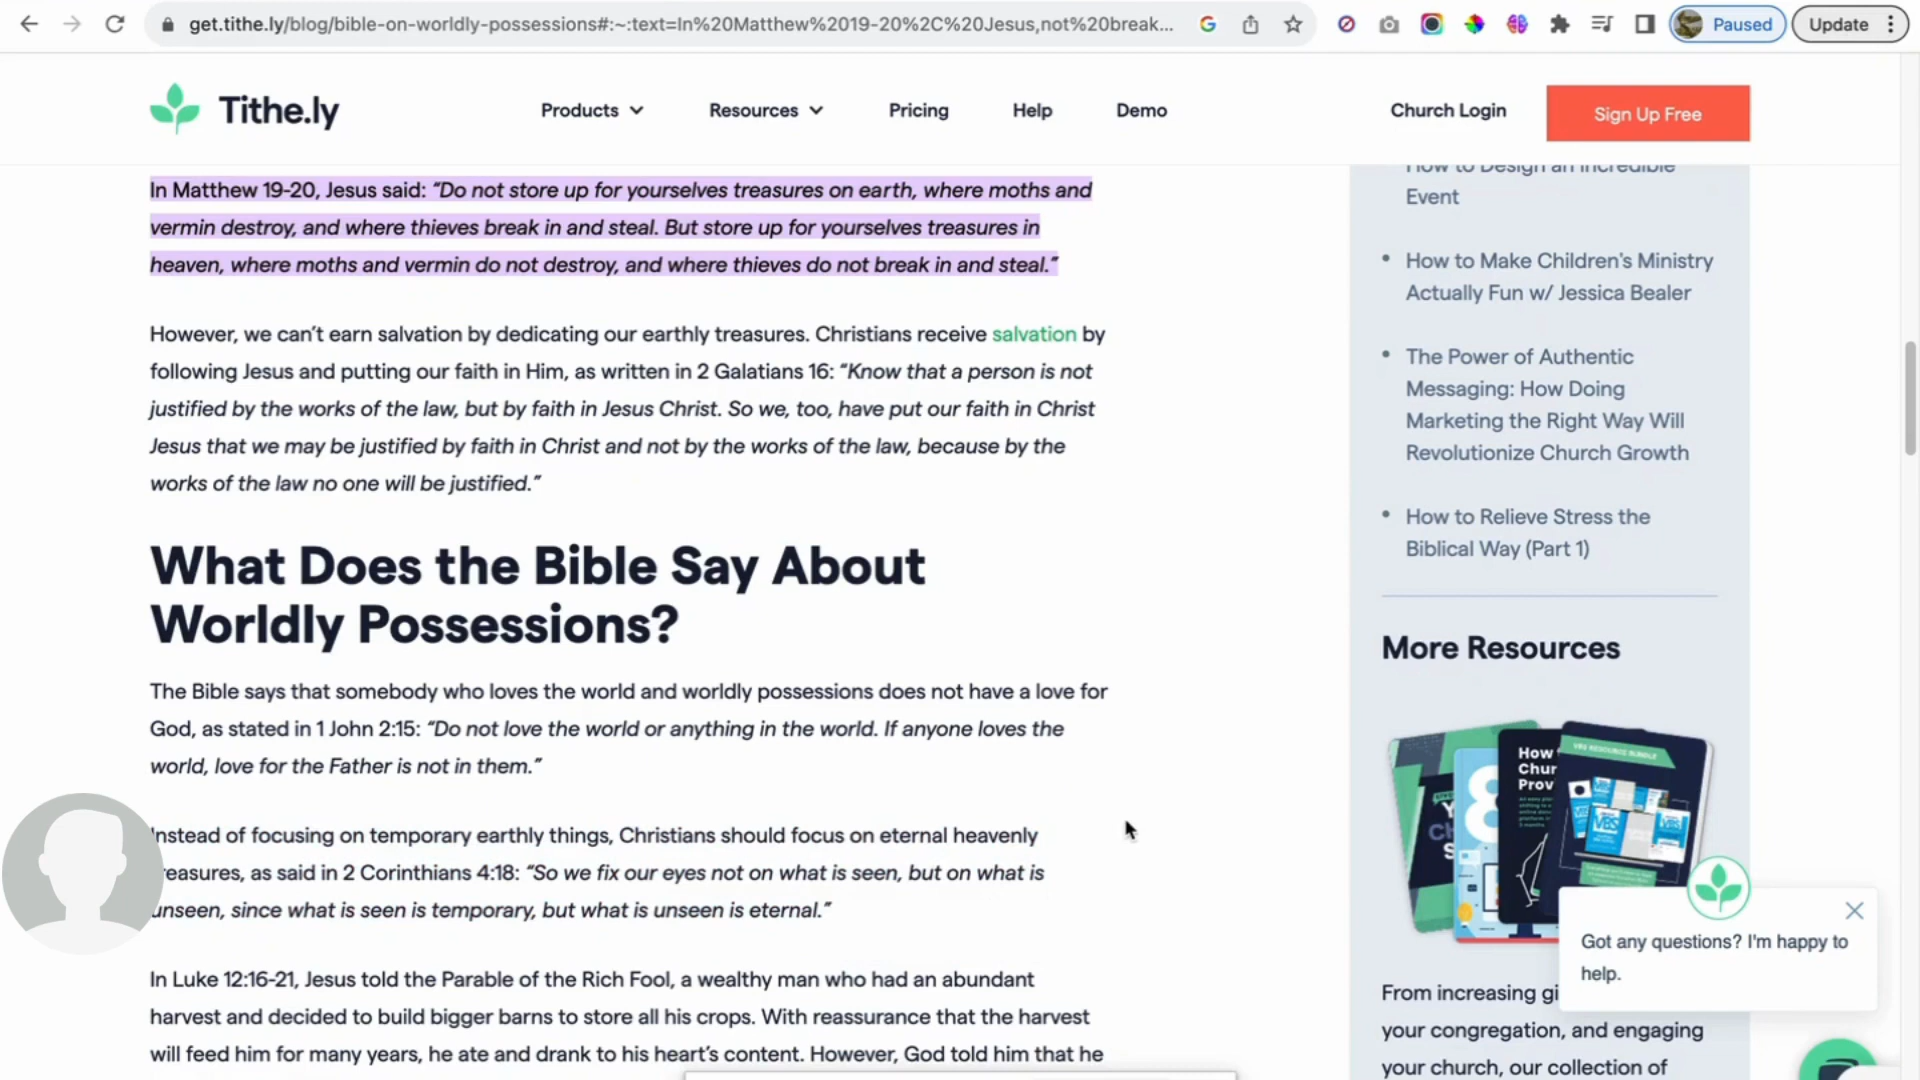 get.tithe.ly/blog/bible-on-worldly-possessions#:~:text=In%20Matthew%2019-20%2C%20Jesus,not%20break...
Paused
Update
Tithe.ly
Products
Resources
Pricing
Help
Demo
Church Login
Sign Up Free
In Matthew 19-20, Jesus said: “Do not store up for yourselves treasures on earth, where moths and
vermin destroy, and where thieves break in and steal. But store up for yourselves treasures in
heaven, where moths and vermin do not destroy, and where thieves do not break in and steal.”
However, we can’t earn salvation by dedicating our earthly treasures. Christians receive salvation by
following Jesus and putting our faith in Him, as written in 2 Galatians 16: “Know that a person is not
justified by the works of the law, but by faith in Jesus Christ. So we, too, have put our faith in Christ
Jesus that we may be justified by faith in Christ and not by the works of the law, because by the
works of the law no one will be justified.”
What Does the Bible Say About
Worldly Possessions?
The Bible says that somebody who loves the world and worldly possessions does not have a love for
God, as stated in 1 John 2:15: “Do not love the world or anything in the world. If anyone loves the
world, love for the Father is not in them.”
Instead of focusing on temporary earthly things, Christians should focus on eternal heavenly
treasures, as said in 2 Corinthians 4:18: “So we fix our eyes not on what is seen, but on what is
unseen, since what is seen is temporary, but what is unseen is eternal.”
In Luke 12:16-21, Jesus told the Parable of the Rich Fool, a wealthy man who had an abundant
harvest and decided to build bigger barns to store all his crops. With reassurance that the harvest
will feed him for many years, he ate and drank to his heart’s content. However, God told him that he
How to Design an Incredible
Event
How to Make Children's Ministry
Actually Fun w/ Jessica Bealer
The Power of Authentic
Messaging: How Doing
Marketing the Right Way Will
Revolutionize Church Growth
How to Relieve Stress the
Biblical Way (Part 1)
More Resources
How
Chur
Prov
VBS RESOURCE BUNDLE
VBS
VBS
8
Got any questions? I'm happy to
help.
From increasing gi
your congregation, and engaging
your church, our collection of